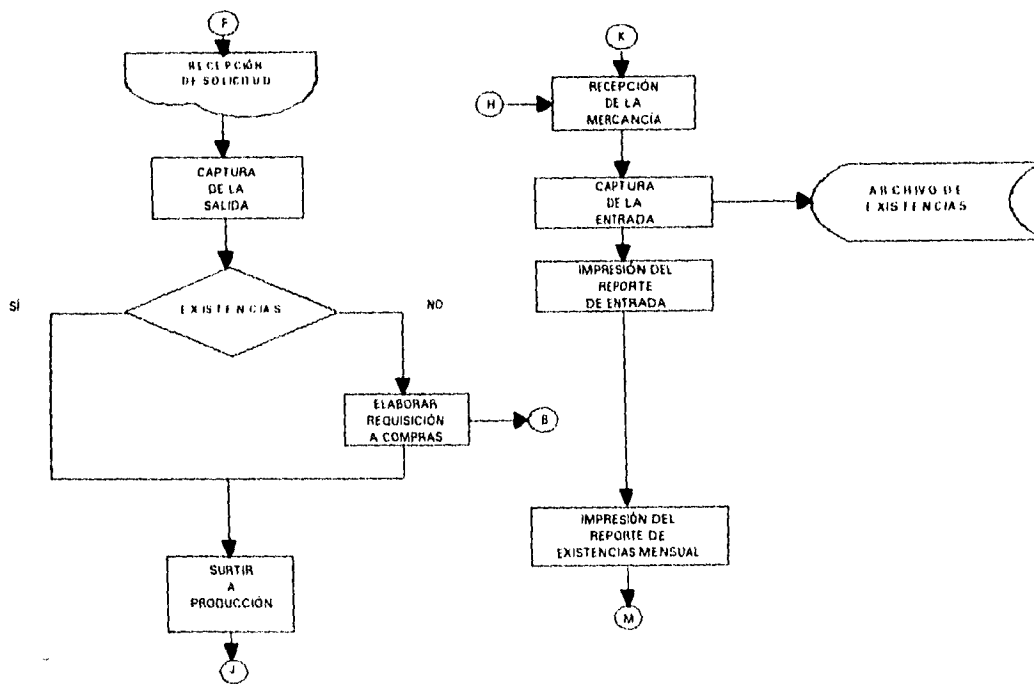 F
RECEPCIÓN
DE SOLICITUD
CAPTURA
DE LA
SALIDA
EXISTENCIAS
SÍ
NO
ELABORAR
REQUISICIÓN
A COMPRAS
B
SURTIR
A
PRODUCCIÓN
J
K
H
RECEPCIÓN
DE LA
MERCANCÍA
CAPTURA
DE LA
ENTRADA
ARCHIVO DE
EXISTENCIAS
IMPRESIÓN DEL
REPORTE
DE ENTRADA
IMPRESIÓN DEL
REPORTE DE
EXISTENCIAS MENSUAL
M